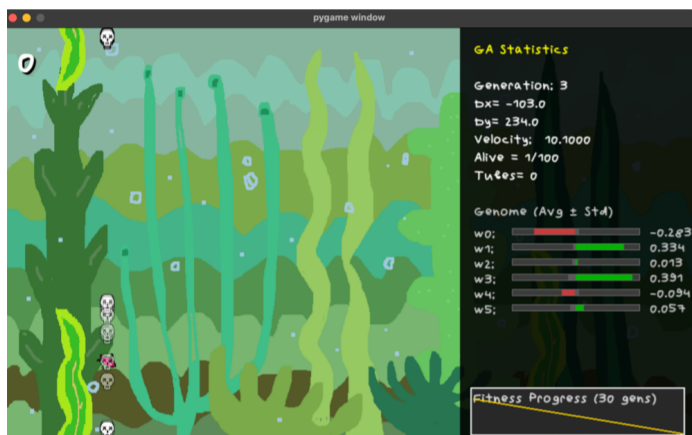 pygame window
0
GA Statistics
Generation: 3
Dx= -103.0
Dy= 234.0
Velocity: 10.1000
Alive = 1/100
Tubes= 0
Genome (Avg ± Std)
w0: -0.283
w1: 0.334
w2: 0.013
w3: 0.391
w4: -0.094
w5: 0.057
Fitness Progress (30 gens)